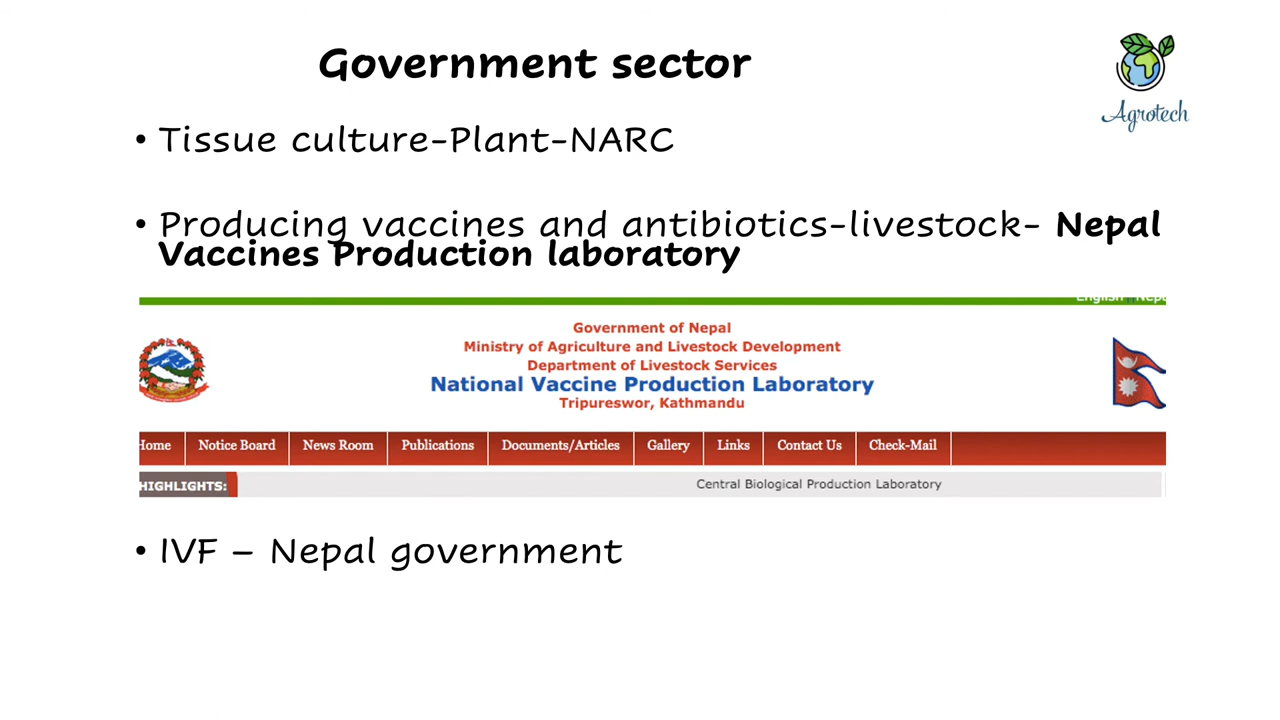 Government sector
Agrotech
• Tissue culture-Plant-NARC
• Producing vaccines and antibiotics-livestock- Nepal
Vaccines Production laboratory
English
Government of Nepal
Ministry of Agriculture and Livestock Development
Department of Livestock Services
National Vaccine Production Laboratory
Tripureswor, Kathmandu
Home Notice Board News Room Publications Documents/Articles Gallery Links Contact Us Check-Mail
HIGHLIGHTS: Central Biological Production Laboratory
• IVF – Nepal government